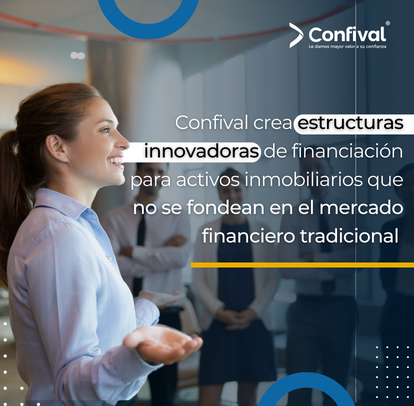 Confival®
Le damos mayor valor a su confianza
Confival crea estructuras
innovadoras de financiación
para activos inmobiliarios que
no se fondean en el mercado
financiero tradicional